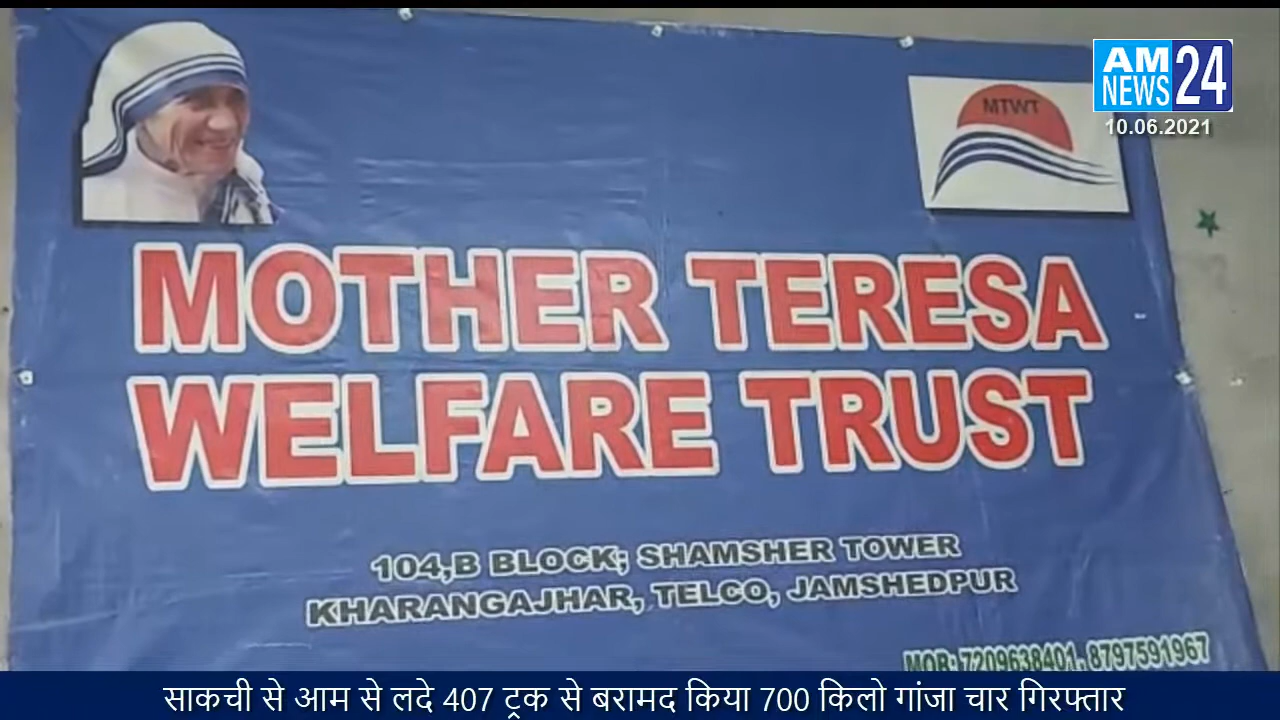 AM
NEWS 24
10.06.2021
MTWT
MOTHER TERESA
WELFARE TRUST
104,B BLOCK; SHAMSHER TOWER
KHARANGAJHAR, TELCO, JAMSHEDPUR
MOB: 7209638401, 8797591967
साकची से आम से लदे 407 ट्रक से बरामद किया 700 किलो गांजा चार गिरफ्तार